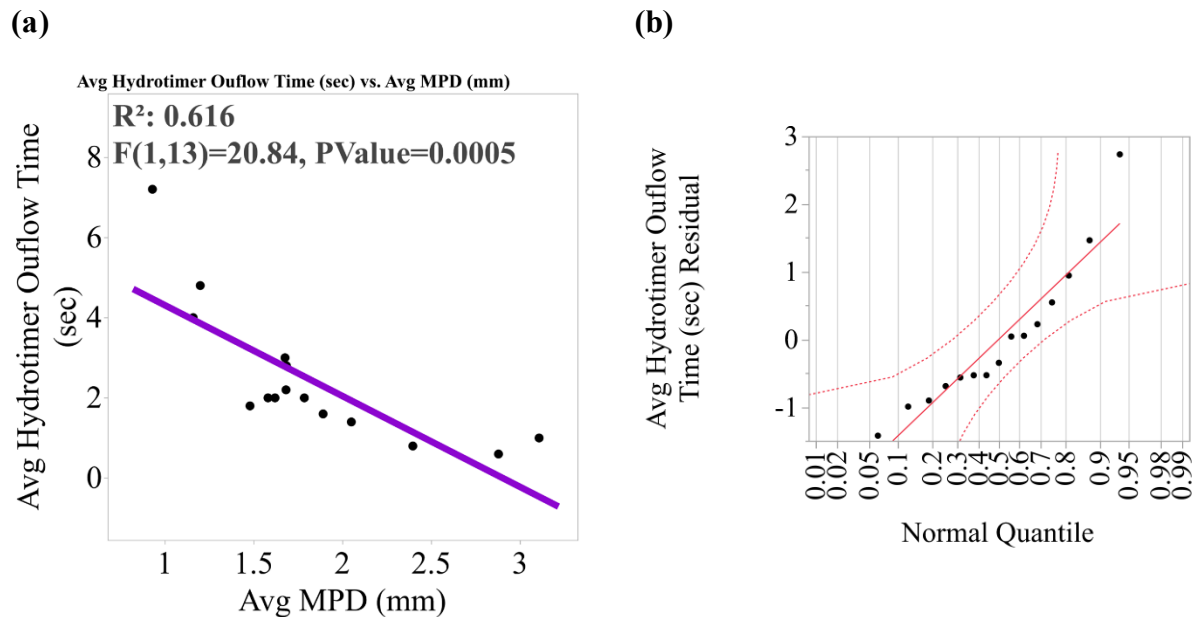 (a)
Avg Hydrotimer Ouflow Time (sec) vs. Avg MPD (mm)
R²: 0.616
F(1,13)=20.84, PValue=0.0005
Avg Hydrotimer Ouflow Time
(sec)
8
6
4
2
0
1
1.5
2
2.5
3
Avg MPD (mm)
(b)
Avg Hydrotimer Ouflow
Time (sec) Residual
3
2
1
0
-1
0.01
0.02
0.05
0.1
0.2
0.3
0.4
0.5
0.6
0.7
0.8
0.9
0.95
0.98
0.99
Normal Quantile